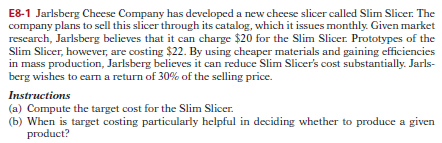 E8-1 Jarlsberg Cheese Company has developed a new cheese slicer called Slim Slicer. The
company plans to sell this slicer through its catalog, which it issues monthly. Given market
research, Jarlsberg believes that it can charge $20 for the Slim Slicer. Prototypes of the
Slim Slicer, however, are costing $22. By using cheaper materials and gaining efficiencies
in mass production, Jarlsberg believes it can reduce Slim Slicer's cost substantially. Jarls-
berg wishes to earn a return of 30% of the selling price.
Instructions
(a) Compute the target cost for the Slim Slicer.
(b) When is target costing particularly helpful in deciding whether to produce a given
product?